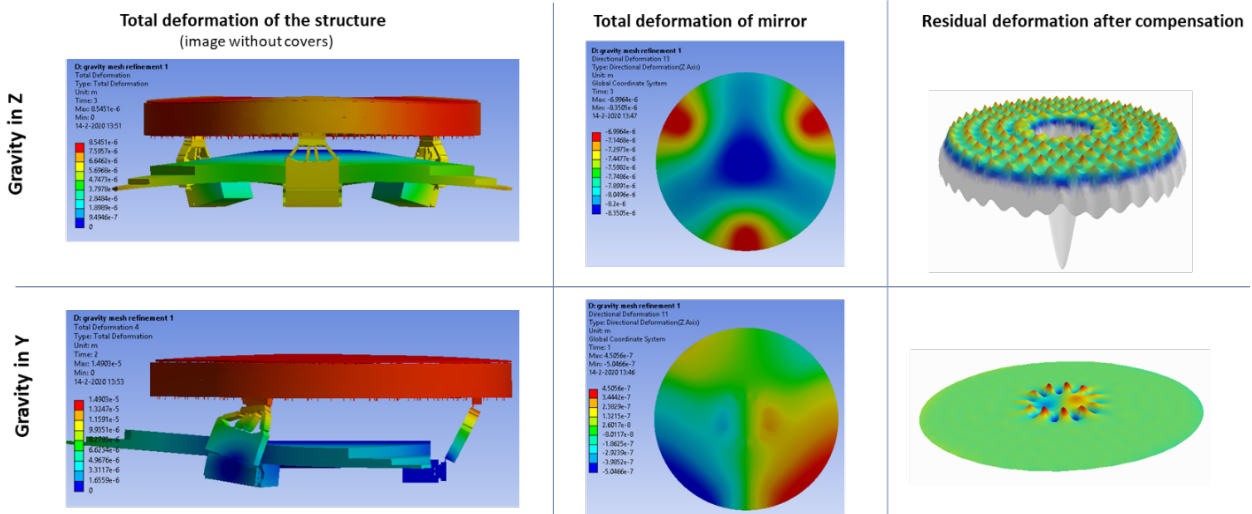 Total deformation of the structure
(image without covers)
Total deformation of mirror
Residual deformation after compensation
Gravity in Z
D: gravity mesh refinement 1
Total Deformation
Type: Total Deformation
Unit: m
Time: 3
Max: 8.5451e-6
Min: 0
14-2-2020 13:51
8.5451e-6
7.5957e-6
6.6462e-6
5.6968e-6
4.7473e-6
3.7978e-6
2.8484e-6
1.8989e-6
9.4946e-7
0
D: gravity mesh refinement 1
Directional Deformation 13
Type: Directional Deformation(Z Axis)
Unit: m
Global Coordinate System
Time: 3
Max: -6.9964e-6
Min: -8.3505e-6
14-2-2020 13:47
-6.9964e-6
-7.1468e-6
-7.2973e-6
-7.4477e-6
-7.5982e-6
-7.7486e-6
-7.8991e-6
-8.0496e-6
-8.2e-6
-8.3505e-6
Gravity in Y
D: gravity mesh refinement 1
Total Deformation 4
Type: Total Deformation
Unit: m
Time: 2
Max: 1.4903e-5
Min: 0
14-2-2020 13:53
1.4903e-5
1.3247e-5
1.1591e-5
9.9351e-6
6.6234e-6
4.9676e-6
3.3117e-6
1.6559e-6
0
D: gravity mesh refinement 1
Directional Deformation 11
Type: Directional Deformation(Z Axis)
Unit: m
Global Coordinate System
Time: 1
Max: 4.5056e-7
Min: -5.0466e-7
14-2-2020 13:46
4.5056e-7
3.4442e-7
2.3829e-7
1.3215e-7
2.6017e-8
-8.0117e-8
-1.8625e-7
-2.9239e-7
-3.9852e-7
-5.0466e-7